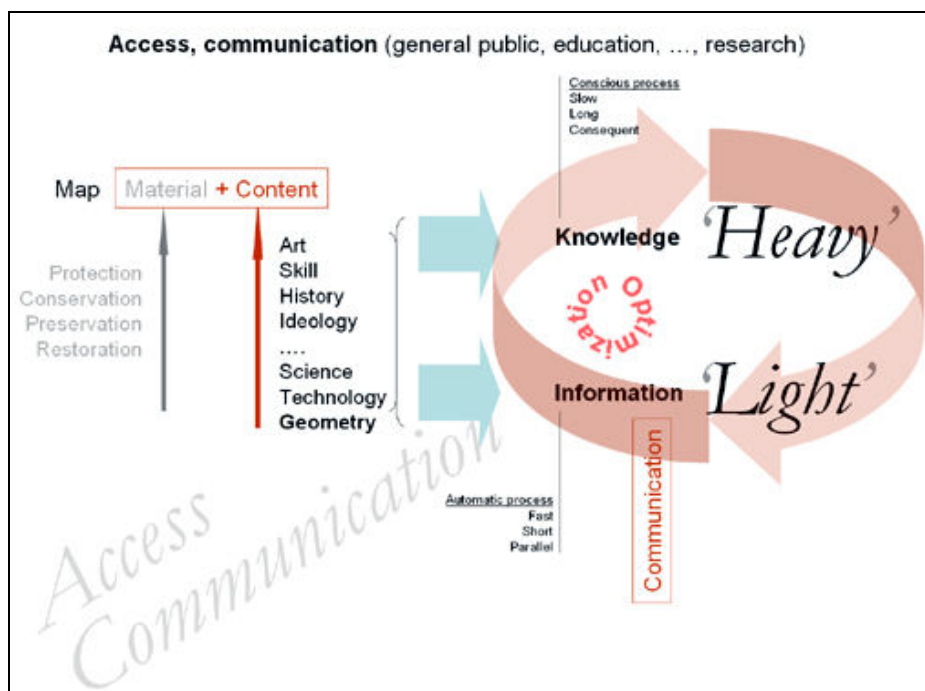 Access, communication (general public, education, ..., research)
Conscious process
Slow
Long
Consequent
Map Material + Content
Protection
Conservation
Preservation
Restoration
Art
Skill
History
Ideology
....
Science
Technology
Geometry
Knowledge
'Heavy'
Optimization
Information
'Light'
Communication
Automatic process
Fast
Short
Parallel
Access
Communication